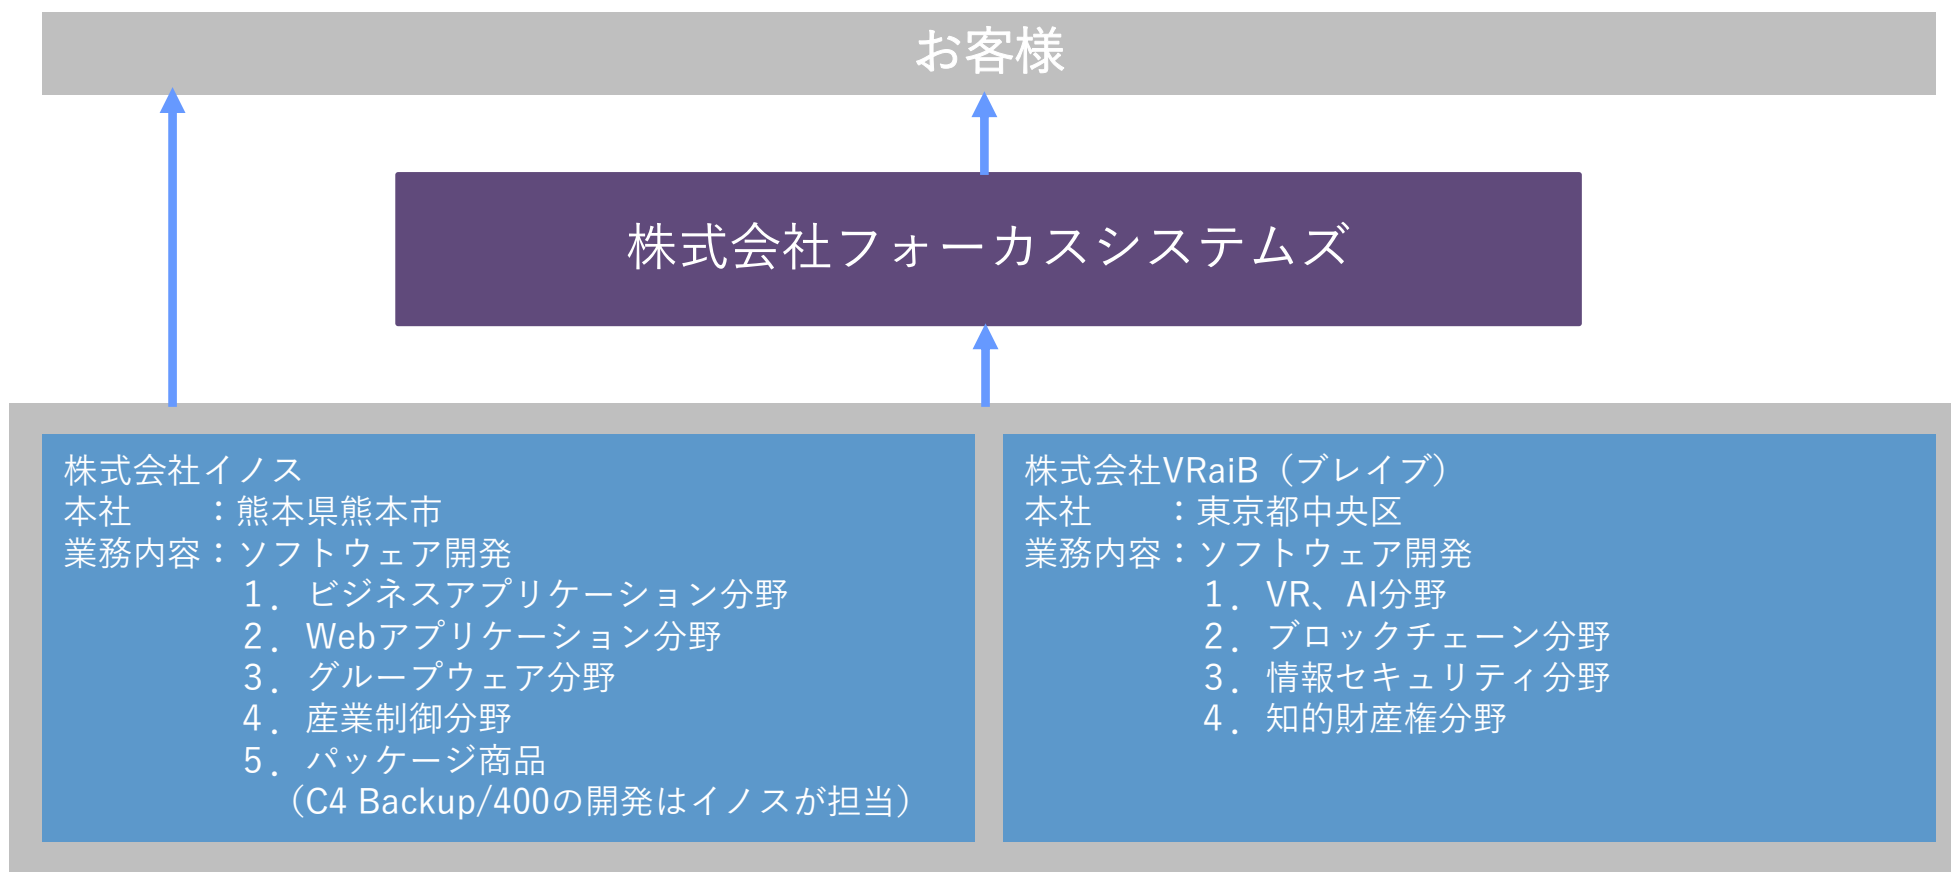 お客様
株式会社フォーカスシステムズ
株式会社イノス
本社　　：熊本県熊本市
業務内容：ソフトウェア開発
1．ビジネスアプリケーション分野
2．Webアプリケーション分野
3．グループウェア分野
4．産業制御分野
5．パッケージ商品
（C4 Backup/400の開発はイノスが担当）
株式会社VRaiB（ブレイブ）
本社　　：東京都中央区
業務内容：ソフトウェア開発
1．VR、AI分野
2．ブロックチェーン分野
3．情報セキュリティ分野
4．知的財産権分野